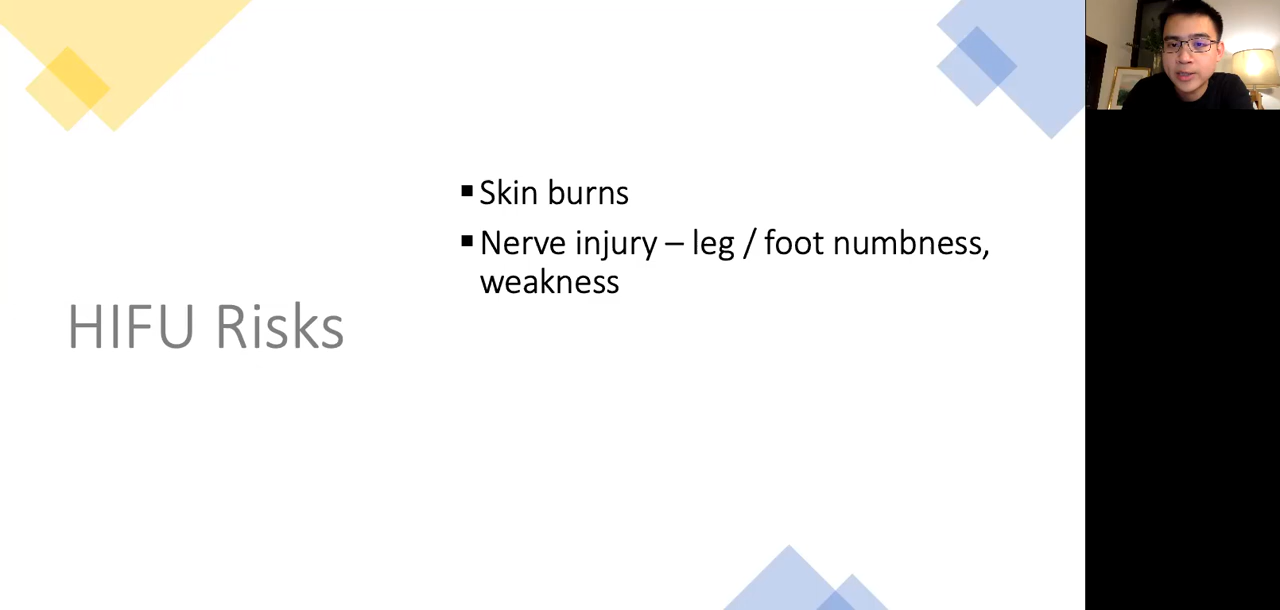 ▪ Skin burns
▪ Nerve injury – leg / foot numbness,
weakness
HIFU Risks